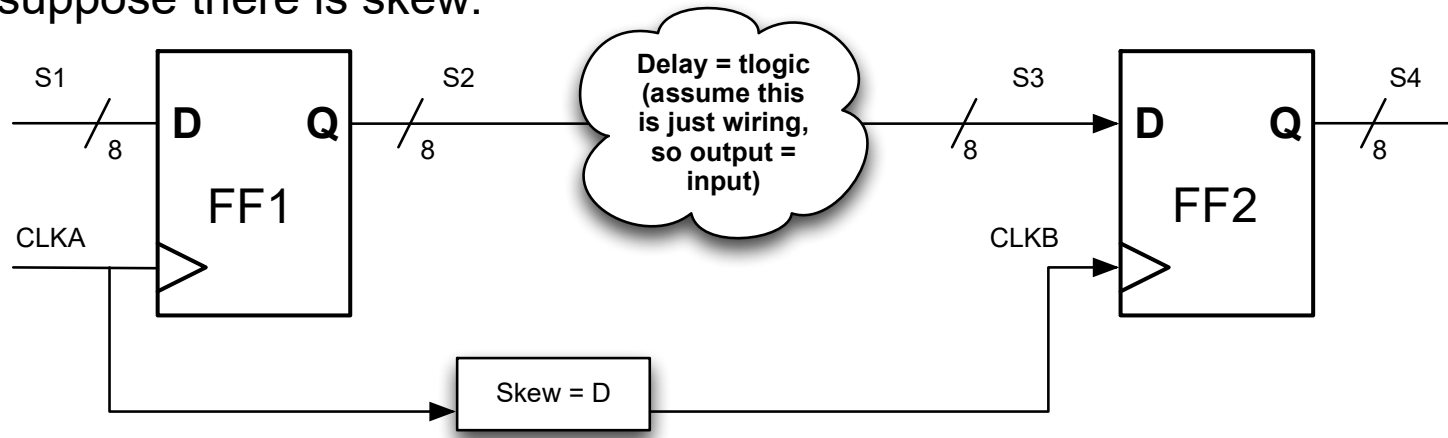 suppose there is skew.
S1
8
D
Q
FF1
CLKA
S2
8
Delay = tlogic
(assume this
is just wiring,
so output =
input)
S3
8
D
Q
FF2
CLKB
S4
8
Skew = D